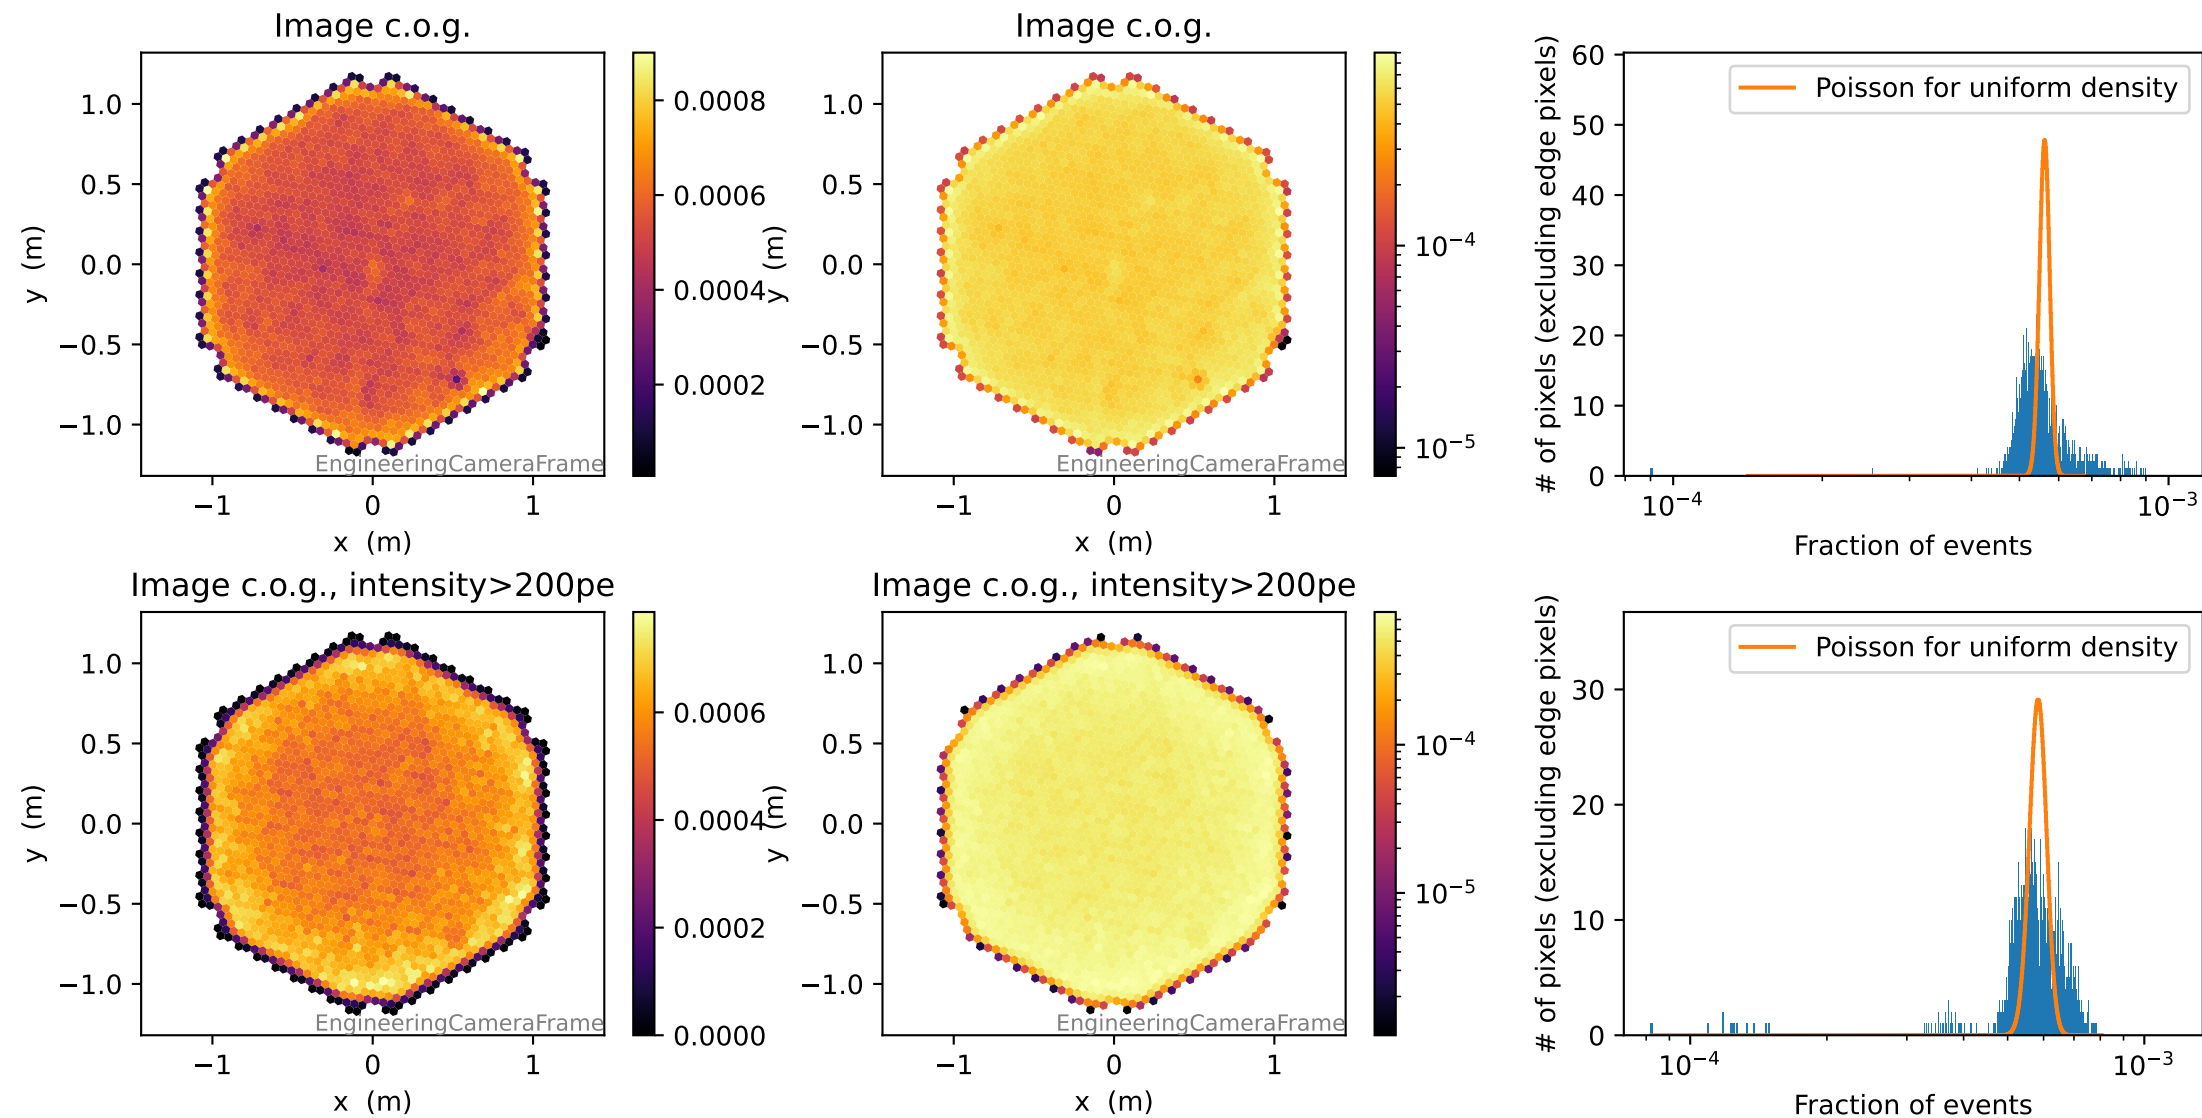 Image c.o.g.
1.0
0.5
0.0
−0.5
−1.0
y (m)
−1
0
1
x (m)
EngineeringCameraFrame
0.0008
0.0006
0.0004
0.0002
Image c.o.g.
1.0
0.5
0.0
−0.5
−1.0
y (m)
−1
0
1
x (m)
EngineeringCameraFrame
10⁻⁴
10⁻⁵
# of pixels (excluding edge pixels)
60
50
40
30
20
10
0
Poisson for uniform density
10⁻⁴
10⁻³
Fraction of events
Image c.o.g., intensity>200pe
1.0
0.5
0.0
−0.5
−1.0
y (m)
−1
0
1
x (m)
EngineeringCameraFrame
0.0006
0.0004
0.0002
0.0000
Image c.o.g., intensity>200pe
1.0
0.5
0.0
−0.5
−1.0
y (m)
−1
0
1
x (m)
EngineeringCameraFrame
10⁻⁴
10⁻⁵
# of pixels (excluding edge pixels)
30
20
10
0
Poisson for uniform density
10⁻⁴
10⁻³
Fraction of events